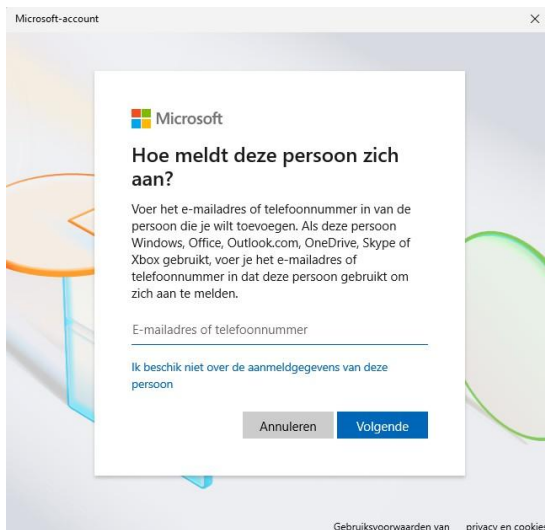 Microsoft-account
Microsoft
Hoe meldt deze persoon zich
aan?
Voer het e-mailadres of telefoonnummer in van de
persoon die je wilt toevoegen. Als deze persoon
Windows, Office, Outlook.com, OneDrive, Skype of
Xbox gebruikt, voer je het e-mailadres of
telefoonnummer in dat deze persoon gebruikt om
zich aan te melden.
E-mailadres of telefoonnummer
Ik beschik niet over de aanmeldgegevens van deze
persoon
Annuleren Volgende
Gebruiksvoorwaarden van privacy en cookies